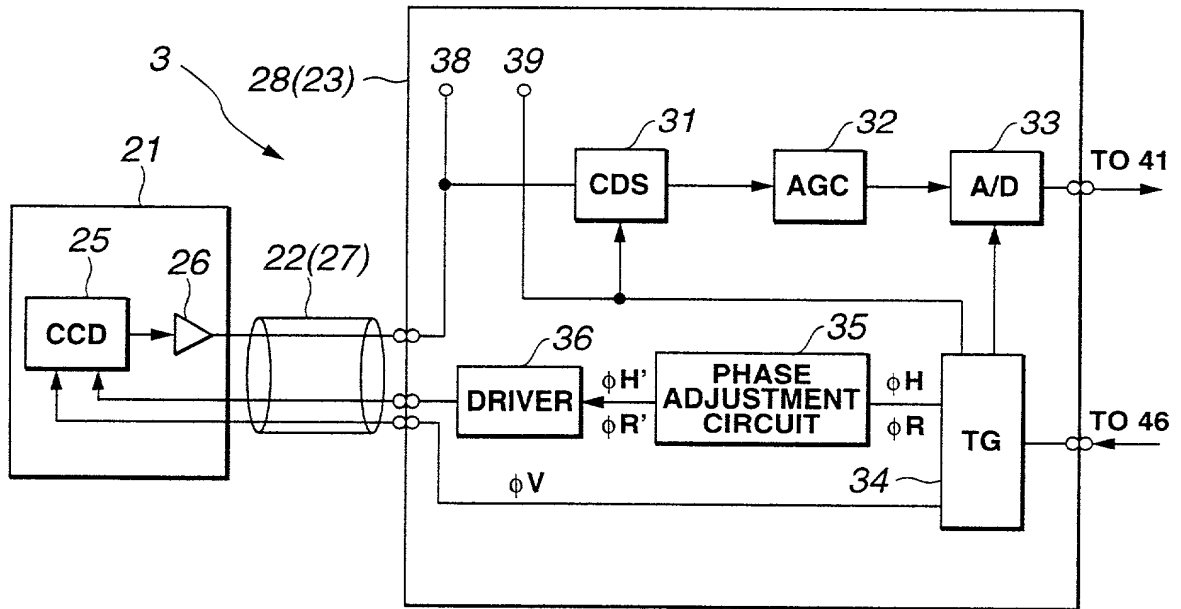 3
28(23)
38
39
21
31
32
33
TO 41
CDS
AGC
A/D
25
26
22(27)
CCD
36
35
DRIVER
ϕH'
ϕR'
PHASE
ADJUSTMENT
CIRCUIT
ϕH
ϕR
TG
TO 46
34
ϕV